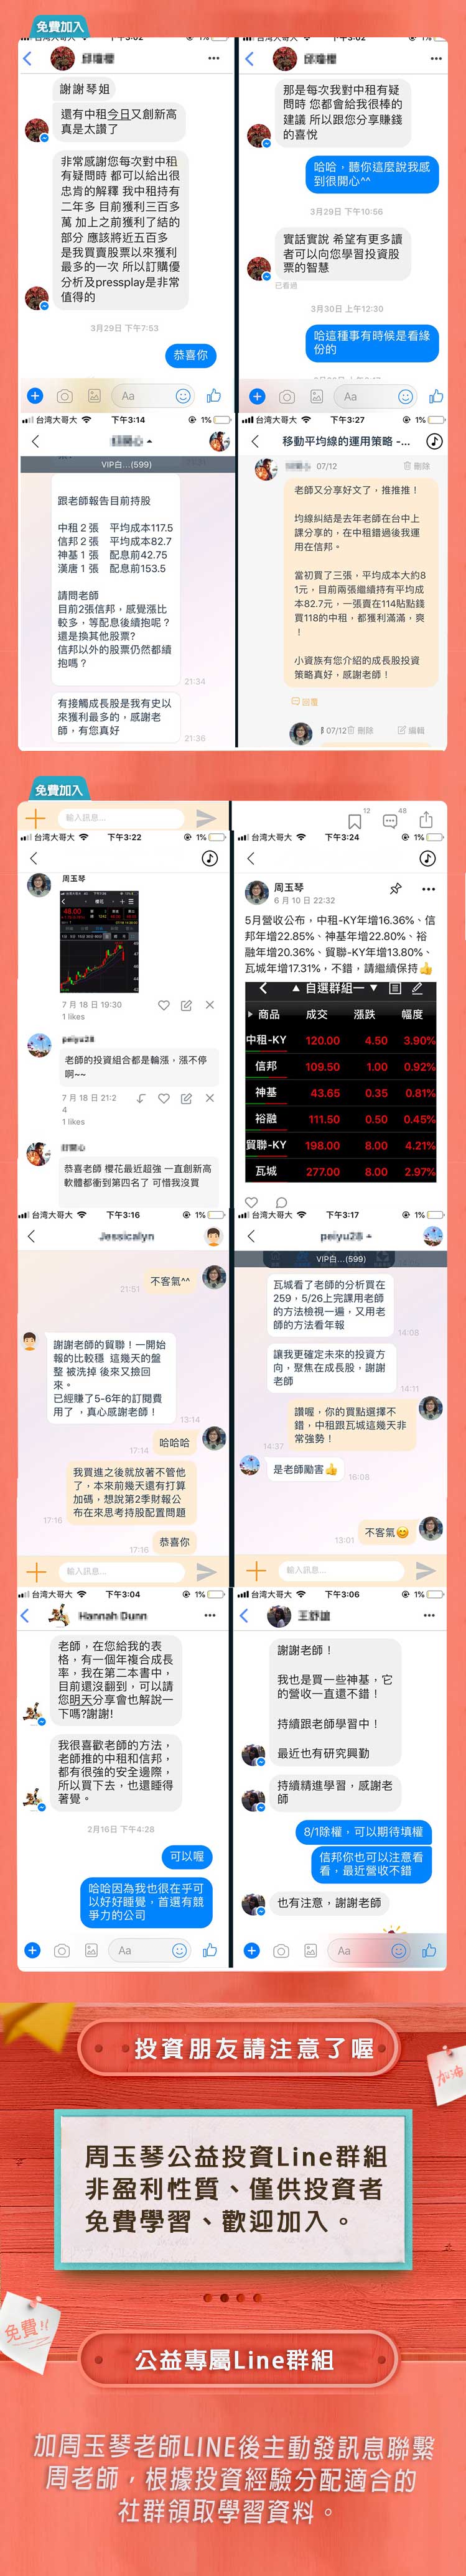 免費加入
台湾大哥大
下午3:02
1%
謝謝琴姐
還有中租今日又創新高
真是太讚了
非常感謝您每次對中租
有疑問時 都可以給出很
忠肯的解釋 我中租持有
二年多 目前獲利三百多
萬 加上之前獲利了結的
部分 應該將近五百多
是我買賣股票以來獲利
最多的一次 所以訂購優
分析及pressplay是非常
值得的
3月29日 下午7:53
恭喜你
Aa
台湾大哥大
下午3:02
1%
那是每次我對中租有疑
問時 您都會給我很棒的
建議 所以跟您分享賺錢
的喜悅
哈哈，聽你這麼說我感
到很開心^^
3月29日 下午10:56
實話實說 希望有更多讀
者可以向您學習投資股
票的智慧
已看過
3月30日 上午12:30
哈這種事有時候是看緣
份的
Aa
台湾大哥大
下午3:14
1%
VIP白...(599)
跟老師報告目前持股
中租２張 平均成本117.5
信邦２張 平均成本82.7
神基１張 配息前42.75
漢唐１張 配息前153.5
請問老師
目前2張信邦，感覺漲比
較多，等配息後續抱呢？
還是換其他股票?
信邦以外的股票仍然都續
抱嗎？
21:34
有接觸成長股是我有史以
來獲利最多的，感謝老
師，有您真好
21:36
台湾大哥大
下午3:27
1%
移動平均線的運用策略 -...
07/12
刪除
老師又分享好文了，推推推！
均線糾結是去年老師在台中上
課分享的，在中租錯過後我運
用在信邦。
當初買了三張，平均成本大約8
1元，目前兩張繼續持有平均成
本82.7元，一張賣在114貼點錢
買118的中租，都獲利滿滿，爽
！
小資族有您介紹的成長股投資
策略真好，感謝老師！
回覆
07/12
刪除
編輯
免費加入
輸入訊息...
12
48
台湾大哥大
下午3:22
1%
周玉琴
48.00
7 月 18 日 19:30
1 likes
peiyu28
老師的投資組合都是輪漲，漲不停
啊~~
7 月 18 日 21:2
4
1 likes
恭喜老師 櫻花最近超強 一直創新高
軟體都衝到第四名了 可惜我沒買
台湾大哥大
下午3:24
1%
周玉琴
6 月 10 日 22:32
5月營收公布，中租-KY年增16.36%、信
邦年增22.85%、神基年增22.80%、裕
融年增20.36%、貿聯-KY年增13.80%、
瓦城年增17.31%，不錯，請繼續保持👍
▲ 自選群組一 ▼
商品 成交 漲跌 幅度
中租-KY 120.00 4.50 3.90%
信邦 109.50 1.00 0.92%
神基 43.65 0.35 0.81%
裕融 111.50 0.50 0.45%
貿聯-KY 198.00 8.00 4.21%
瓦城 277.00 8.00 2.97%
台湾大哥大
下午3:16
1%
Jessicalyn
不客氣^^
21:51
謝謝老師的貿聯！一開始
報的比較穩 這幾天的盤
整 被洗掉 後來又撿回
來。
已經賺了5-6年的訂閱費
用了 ，真心感謝老師！
13:14
哈哈哈
17:14
我買進之後就放著不管他
了，本來前幾天還有打算
加碼，想說第2季財報公
布在來思考持股配置問題
17:16
恭喜你
17:16
輸入訊息...
台湾大哥大
下午3:17
1%
peiyu28
VIP白...(599)
瓦城看了老師的分析買在
259，5/26上完課用老師
的方法檢視一遍，又用老
師的方法看年報
14:08
讓我更確定未來的投資方
向，聚焦在成長股，謝謝
老師
14:11
讚喔，你的買點選擇不
錯，中租跟瓦城這幾天非
常強勢！
14:37
是老師勵害👍
16:08
不客氣😊
13:01
輸入訊息...
台湾大哥大
下午3:04
1%
Hannah Dunn
老師，在您給我的表
格，有一個年複合成長
率，我在第二本書中，
目前還沒翻到，可以請
您明天分享會也解說一
下嗎?謝謝!
我很喜歡老師的方法，
老師推的中租和信邦，
都有很強的安全邊際，
所以買下去，也還睡得
著覺。
2月16日 下午4:28
可以喔
哈哈因為我也很在乎可
以好好睡覺，首選有競
爭力的公司
Aa
台湾大哥大
下午3:06
1%
謝謝老師！
我也是買一些神基，它
的營收一直還不錯！
持續跟老師學習中！
最近也有研究興勤
持續精進學習，感謝老
師
8/1除權，可以期待填權
信邦你也可以注意看
看，最近營收不錯
也有注意，謝謝老師
Aa
投資朋友請注意了喔
加油
周玉琴公益投資Line群組
非盈利性質、僅供投資者
免費學習、歡迎加入。
免費!!
公益專屬Line群組
加周玉琴老師LINE後主動發訊息聯繫
周老師，根據投資經驗分配適合的
社群領取學習資料。